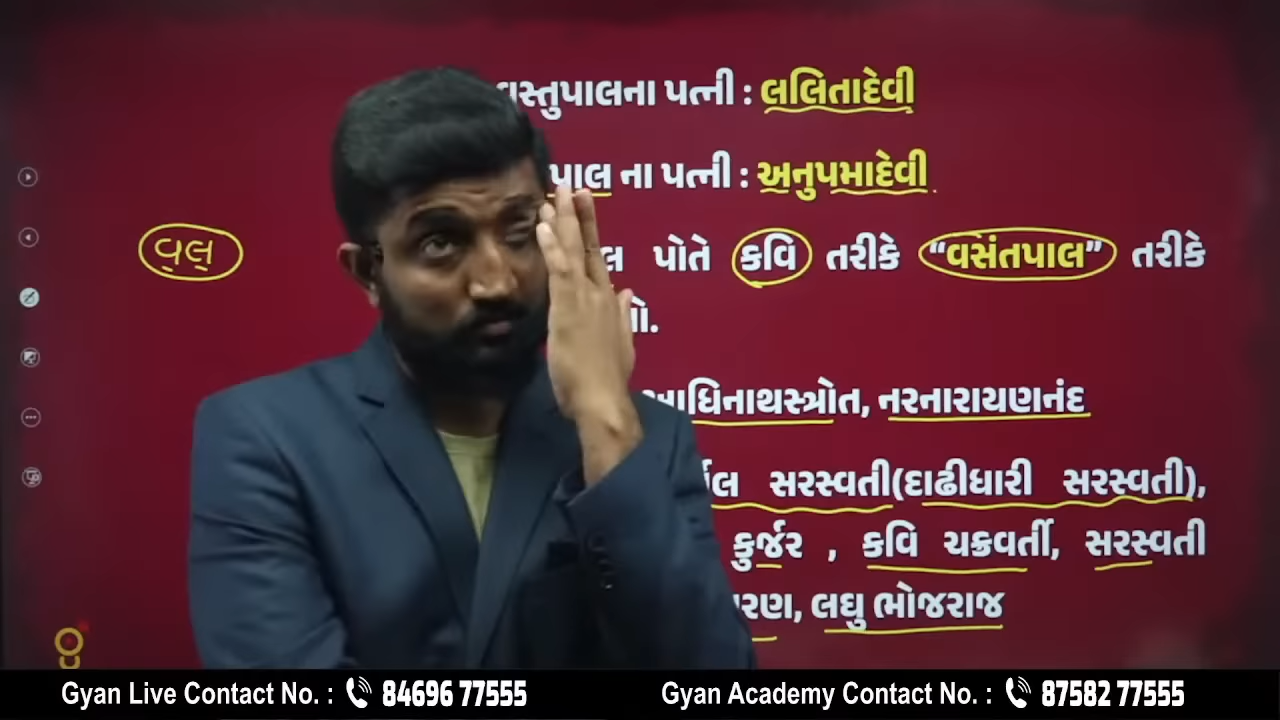 વસ્તુપાલના પત્ની : લલિતાદેવી
પાલ ના પત્ની : અનુપમાદેવી
વ્લ
લ પોતે કવિ તરીકે “વસંતપાલ” તરીકે
આધિનાથસ્ત્રોત, નરનારાયણનંદ
સરસ્વતી(દાઢીધારી સરસ્વતી),
કુર્જર , કવિ ચક્રવર્તી, સરસ્વતી
લઘુ ભોજરાજ
Gyan Live Contact No. : 84696 77555 Gyan Academy Contact No. : 87582 77555